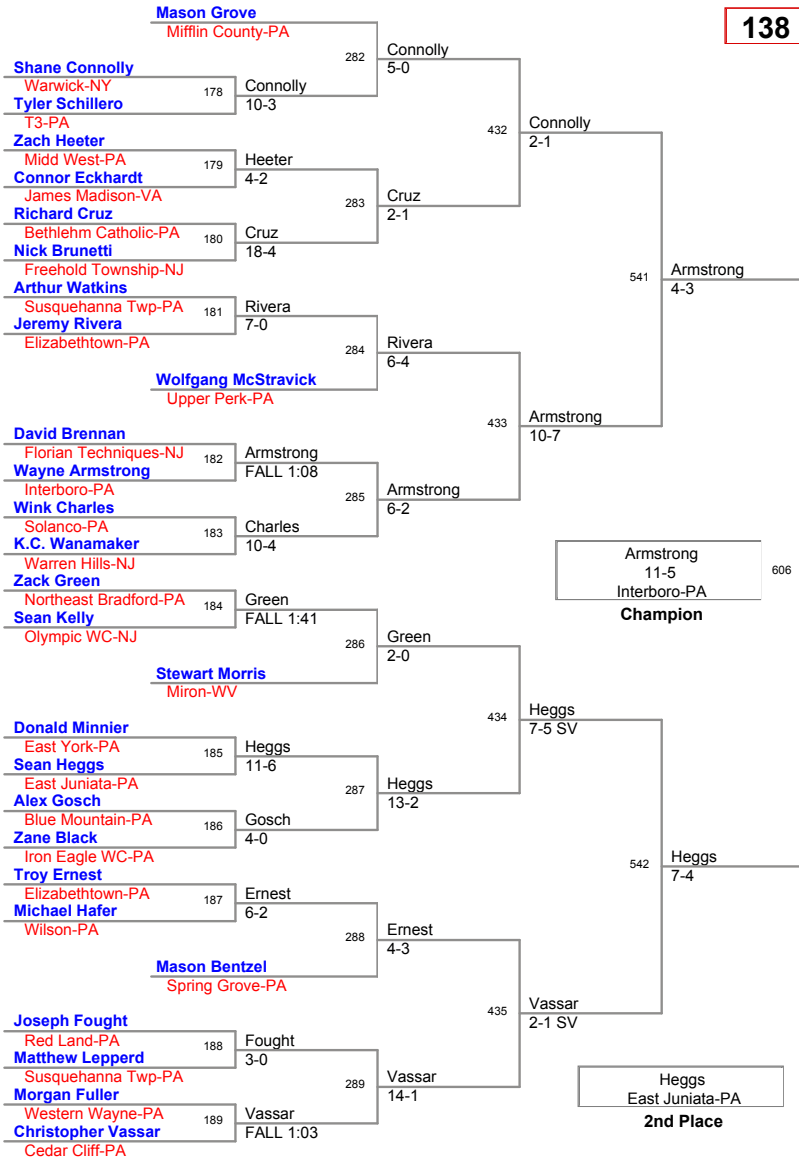 138
Mason Grove
Mifflin County-PA
282
Connolly
5-0
Shane Connolly
Warwick-NY
178
Connolly
10-3
Tyler Schillero
T3-PA
432
Connolly
2-1
Zach Heeter
Midd West-PA
179
Heeter
4-2
Connor Eckhardt
James Madison-VA
283
Cruz
2-1
Richard Cruz
Bethlehm Catholic-PA
180
Cruz
18-4
Nick Brunetti
Freehold Township-NJ
541
Armstrong
4-3
Arthur Watkins
Susquehanna Twp-PA
181
Rivera
7-0
Jeremy Rivera
Elizabethtown-PA
284
Rivera
6-4
Wolfgang McStravick
Upper Perk-PA
433
Armstrong
10-7
David Brennan
Florian Techniques-NJ
182
Armstrong
FALL 1:08
Wayne Armstrong
Interboro-PA
285
Armstrong
6-2
Wink Charles
Solanco-PA
183
Charles
10-4
K.C. Wanamaker
Warren Hills-NJ
Armstrong
11-5
Interboro-PA
606
Champion
Zack Green
Northeast Bradford-PA
184
Green
FALL 1:41
Sean Kelly
Olympic WC-NJ
286
Green
2-0
Stewart Morris
Miron-WV
434
Heggs
7-5 SV
Donald Minnier
East York-PA
185
Heggs
11-6
Sean Heggs
East Juniata-PA
287
Heggs
13-2
Alex Gosch
Blue Mountain-PA
186
Gosch
4-0
Zane Black
Iron Eagle WC-PA
542
Heggs
7-4
Troy Ernest
Elizabethtown-PA
187
Ernest
6-2
Michael Hafer
Wilson-PA
288
Ernest
4-3
Mason Bentzel
Spring Grove-PA
435
Vassar
2-1 SV
Joseph Fought
Red Land-PA
188
Fought
3-0
Matthew Lepperd
Susquehanna Twp-PA
289
Vassar
14-1
Morgan Fuller
Western Wayne-PA
189
Vassar
FALL 1:03
Christopher Vassar
Cedar Cliff-PA
Heggs
East Juniata-PA
2nd Place